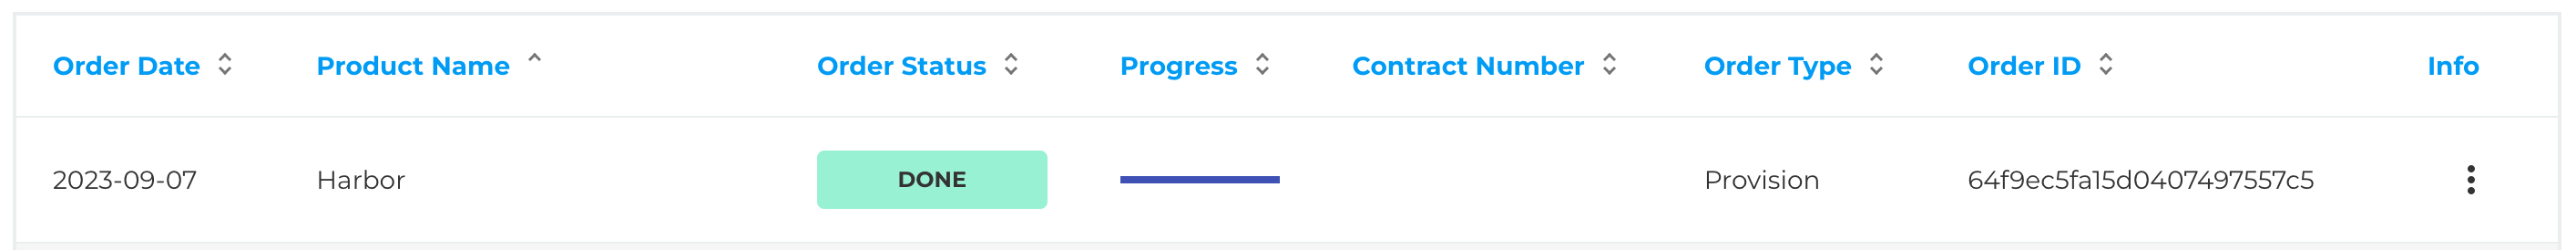 Order Date Product Name Order Status Progress Contract Number Order Type Order ID Info
2023-09-07 Harbor DONE Provision 64f9ec5fa15d0407497557c5